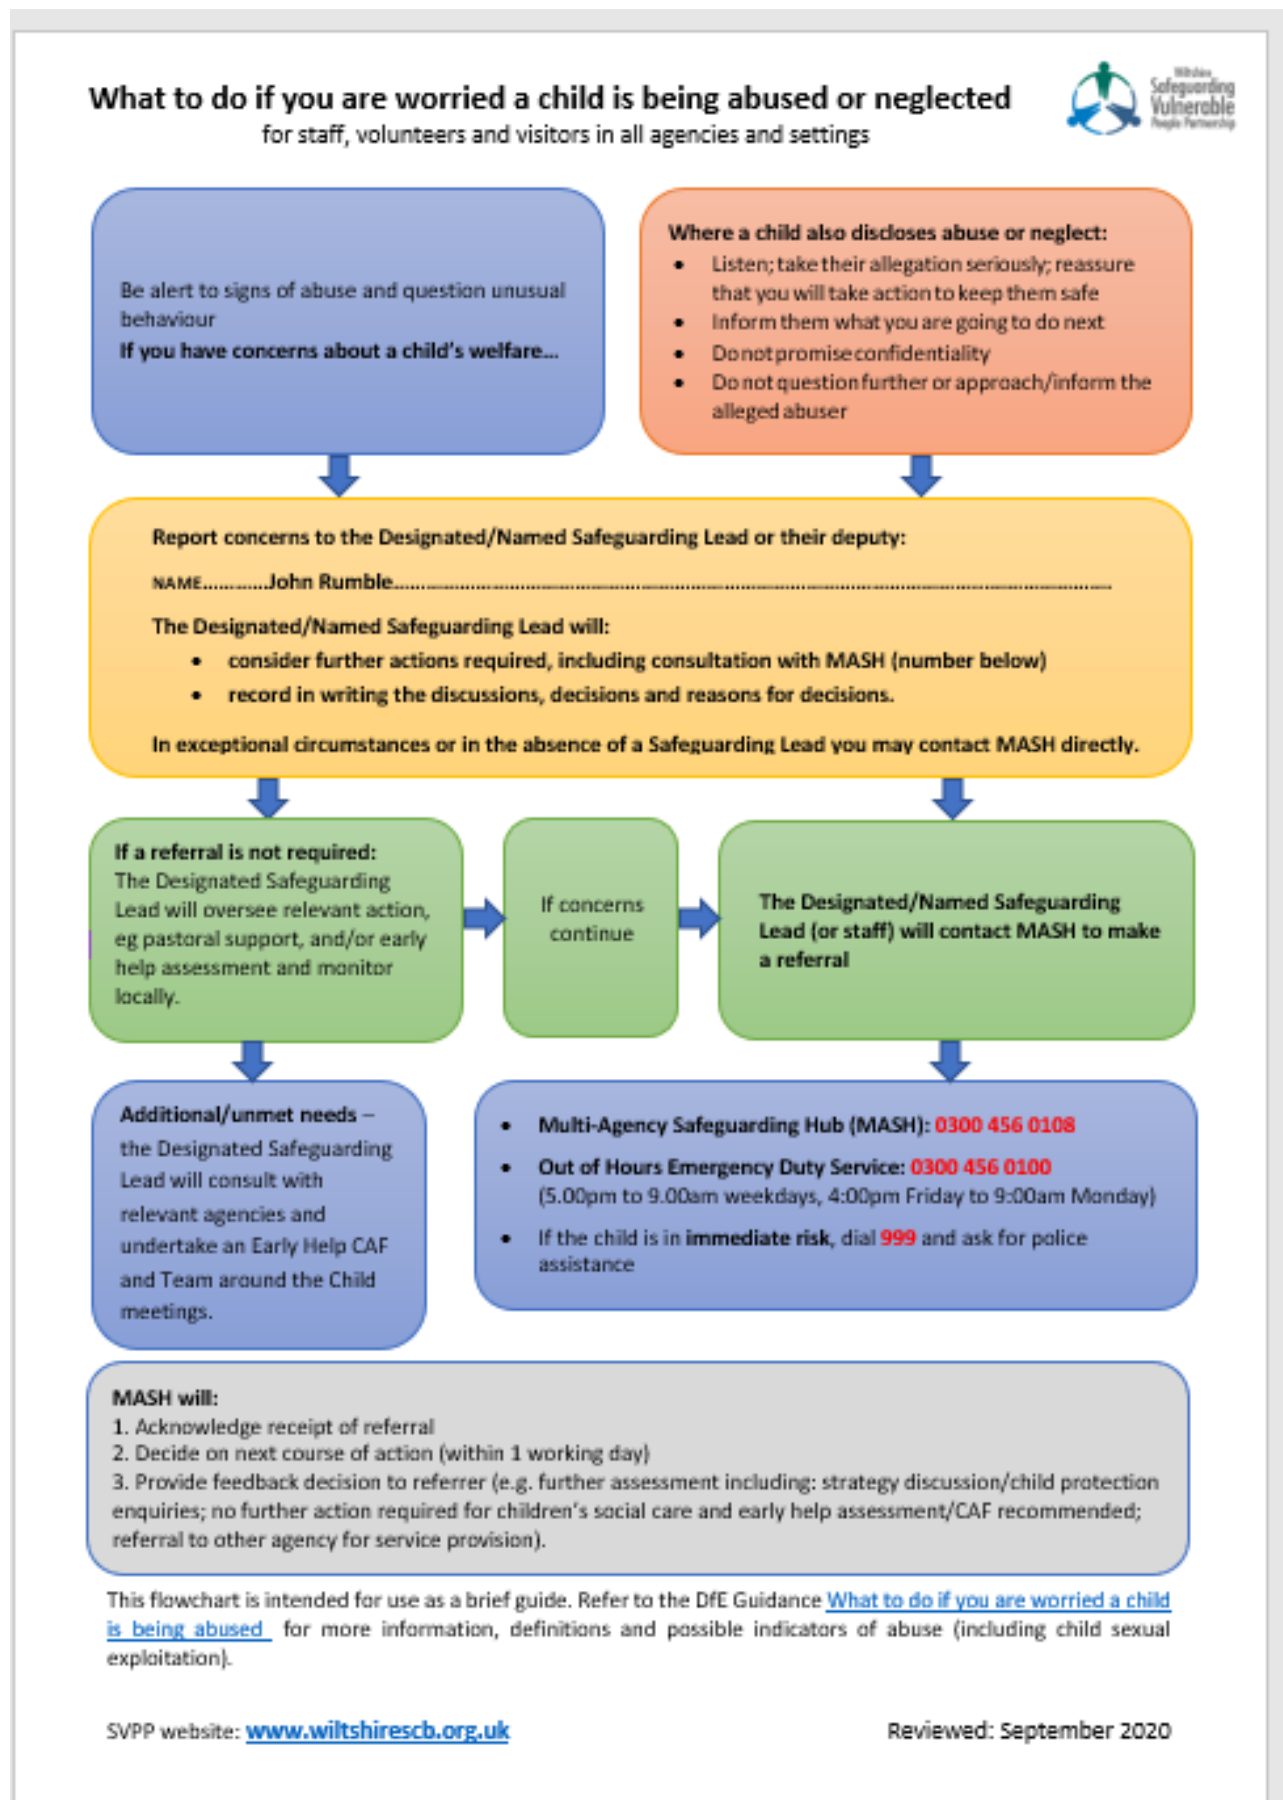 What to do if you are worried a child is being abused or neglected
for staff, volunteers and visitors in all agencies and settings
Wiltshire
Safeguarding
Vulnerable
People Partnership
Be alert to signs of abuse and question unusual
behaviour
If you have concerns about a child's welfare...
Where a child also discloses abuse or neglect:
• Listen; take their allegation seriously; reassure
that you will take action to keep them safe
• Inform them what you are going to do next
• Do not promise confidentiality
• Do not question further or approach/inform the
alleged abuser
Report concerns to the Designated/Named Safeguarding Lead or their deputy:
NAME............John Rumble..........................................................................................................................
The Designated/Named Safeguarding Lead will:
• consider further actions required, including consultation with MASH (number below)
• record in writing the discussions, decisions and reasons for decisions.
In exceptional circumstances or in the absence of a Safeguarding Lead you may contact MASH directly.
If a referral is not required:
The Designated Safeguarding
Lead will oversee relevant action,
eg pastoral support, and/or early
help assessment and monitor
locally.
If concerns
continue
The Designated/Named Safeguarding
Lead (or staff) will contact MASH to make
a referral
Additional/unmet needs –
the Designated Safeguarding
Lead will consult with
relevant agencies and
undertake an Early Help CAF
and Team around the Child
meetings.
• Multi-Agency Safeguarding Hub (MASH): 0300 456 0108
• Out of Hours Emergency Duty Service: 0300 456 0100
(5.00pm to 9.00am weekdays, 4:00pm Friday to 9:00am Monday)
• If the child is in immediate risk, dial 999 and ask for police
assistance
MASH will:
1. Acknowledge receipt of referral
2. Decide on next course of action (within 1 working day)
3. Provide feedback decision to referrer (e.g. further assessment including: strategy discussion/child protection
enquiries; no further action required for children's social care and early help assessment/CAF recommended;
referral to other agency for service provision).
This flowchart is intended for use as a brief guide. Refer to the DfE Guidance What to do if you are worried a child
is being abused for more information, definitions and possible indicators of abuse (including child sexual
exploitation).
SVPP website: www.wiltshirescb.org.uk
Reviewed: September 2020